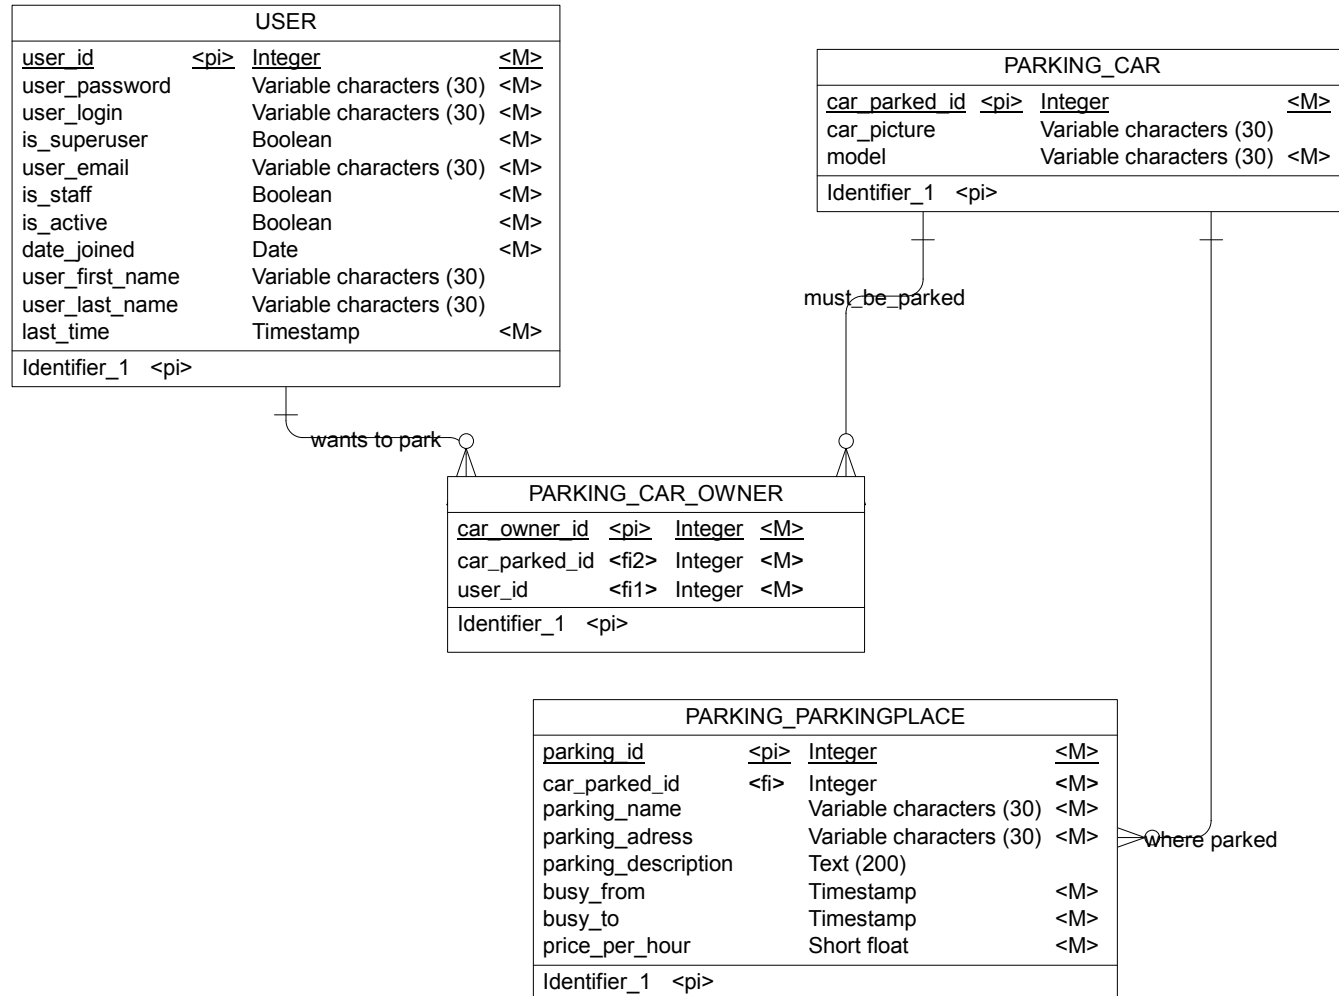 USER
user_id <pi> Integer <M>
user_password Variable characters (30) <M>
user_login Variable characters (30) <M>
is_superuser Boolean <M>
user_email Variable characters (30) <M>
is_staff Boolean <M>
is_active Boolean <M>
date_joined Date <M>
user_first_name Variable characters (30)
user_last_name Variable characters (30)
last_time Timestamp <M>
Identifier_1 <pi>
PARKING_CAR
car_parked_id <pi> Integer <M>
car_picture Variable characters (30)
model Variable characters (30) <M>
Identifier_1 <pi>
must_be_parked
wants to park
PARKING_CAR_OWNER
car_owner_id <pi> Integer <M>
car_parked_id <fi2> Integer <M>
user_id <fi1> Integer <M>
Identifier_1 <pi>
PARKING_PARKINGPLACE
parking_id <pi> Integer <M>
car_parked_id <fi> Integer <M>
parking_name Variable characters (30) <M>
parking_adress Variable characters (30) <M>
parking_description Text (200)
busy_from Timestamp <M>
busy_to Timestamp <M>
price_per_hour Short float <M>
Identifier_1 <pi>
where parked